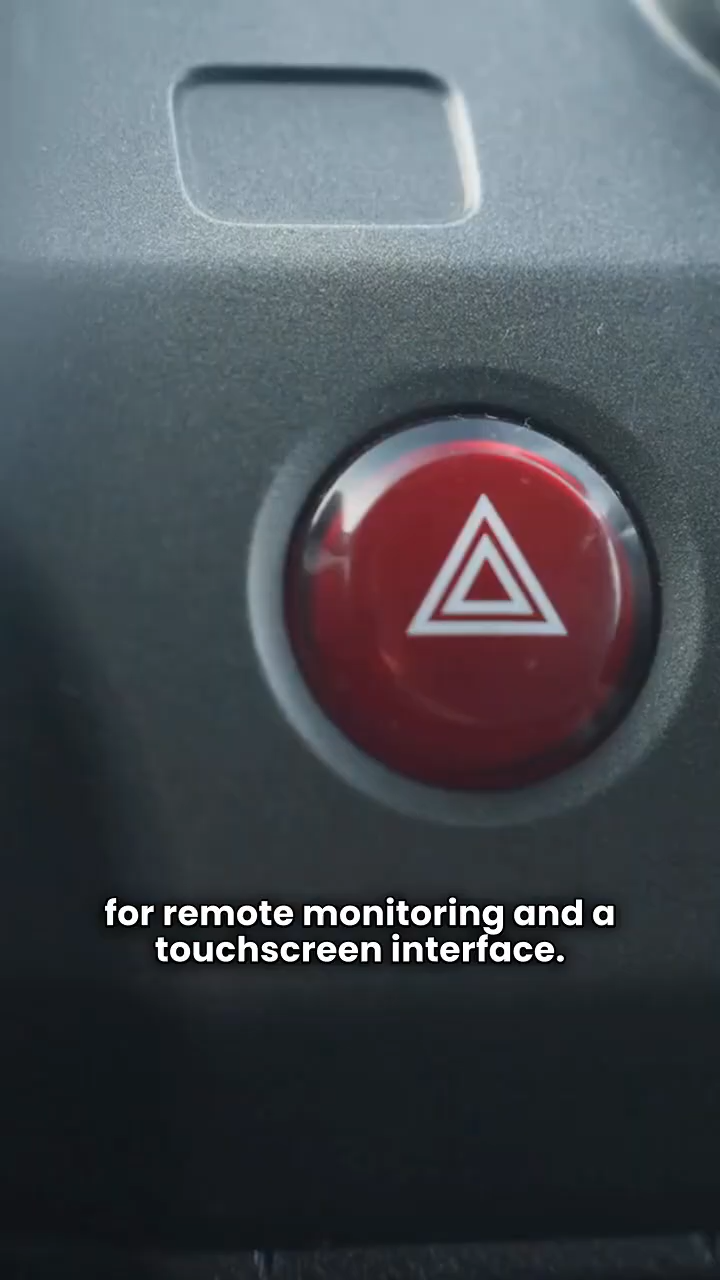 for remote monitoring and a
touchscreen interface.